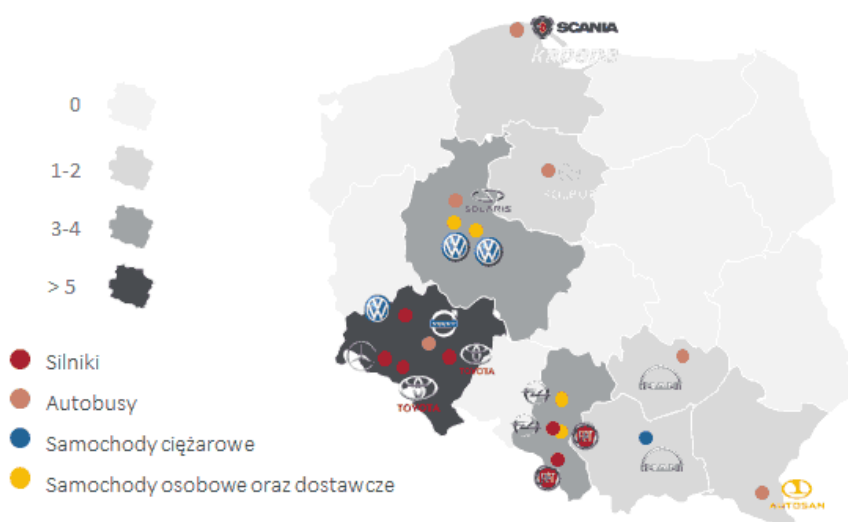 SCANIA
kapena
0
1-2
SOLARIS
3-4
> 5
Silniki
TOYOTA
Autobusy
TOYOTA
Samochody ciężarowe
Samochody osobowe oraz dostawcze
AUTOSAN